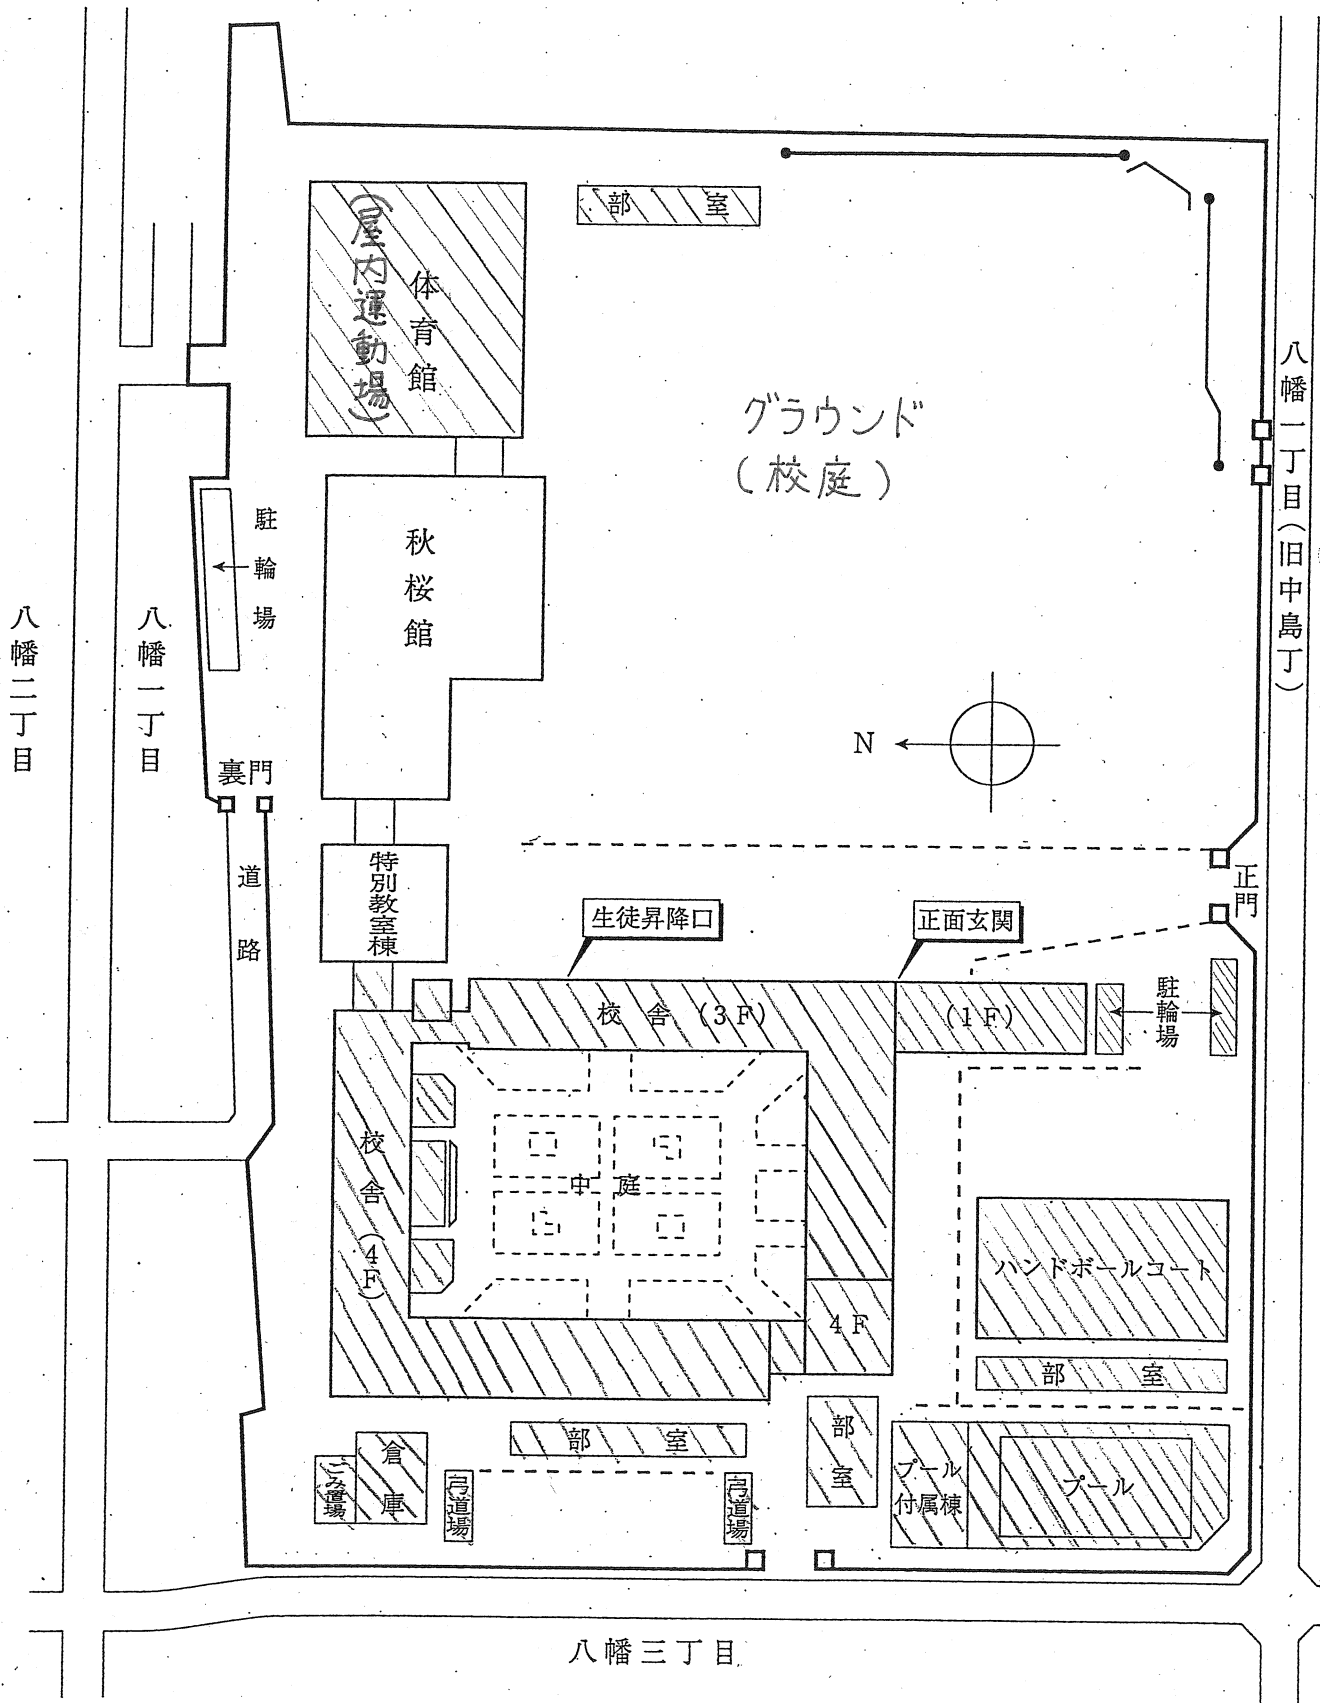 部 室
体育館
(屋内運動場)
グラウンド
(校庭)
八幡一丁目(旧中島丁)
駐輪場
秋桜館
八幡二丁目
八幡一丁目
N
裏門
道路
特別教室棟
正門
生徒昇降口
正面玄関
校 舎 (3F)
(1F)
駐輪場
校舎(4F)
中 庭
ハンドボールコート
4F
部 室
部 室
部室
倉庫
ごみ置場
弓道場
弓道場
プール
付属棟
プール
八幡三丁目